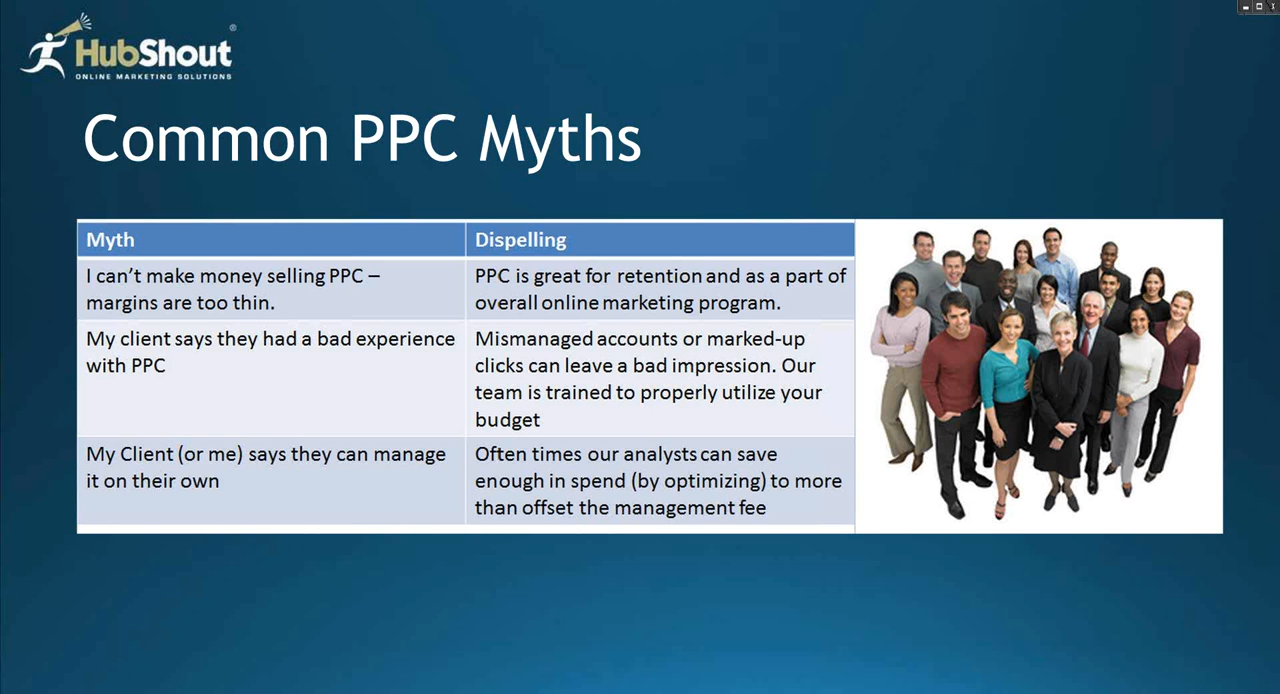 HubShout®
ONLINE MARKETING SOLUTIONS
Common PPC Myths
Myth
Dispelling
I can’t make money selling PPC –
margins are too thin.
PPC is great for retention and as a part of
overall online marketing program.
My client says they had a bad experience
with PPC
Mismanaged accounts or marked-up
clicks can leave a bad impression. Our
team is trained to properly utilize your
budget
My Client (or me) says they can manage
it on their own
Often times our analysts can save
enough in spend (by optimizing) to more
than offset the management fee